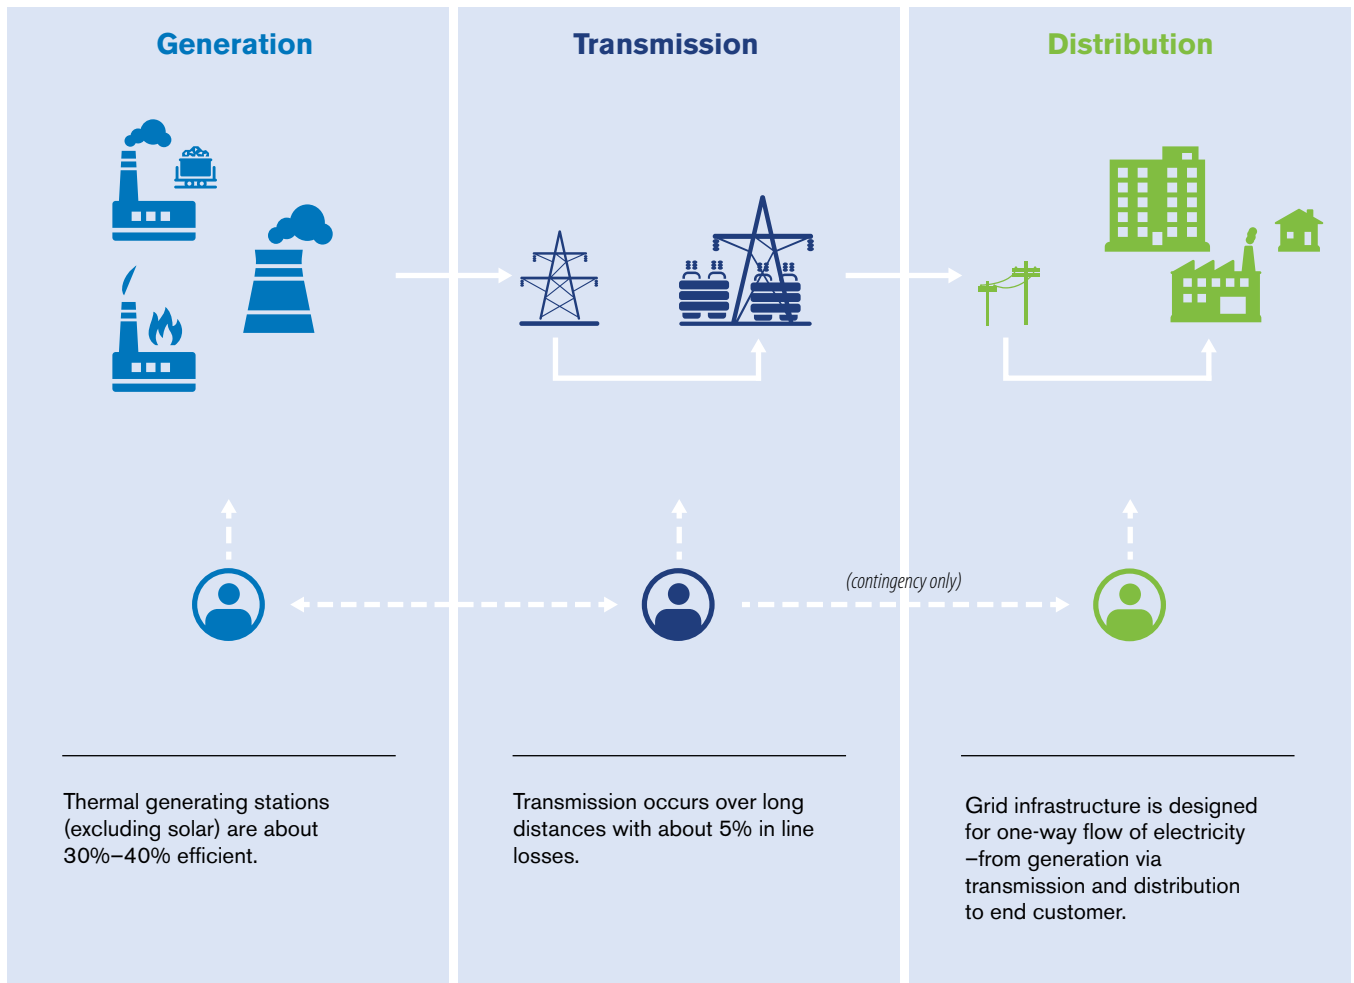 Generation
Transmission
Distribution
(contingency only)
Thermal generating stations
(excluding solar) are about
30%–40% efficient.
Transmission occurs over long
distances with about 5% in line
losses.
Grid infrastructure is designed
for one-way flow of electricity
–from generation via
transmission and distribution
to end customer.